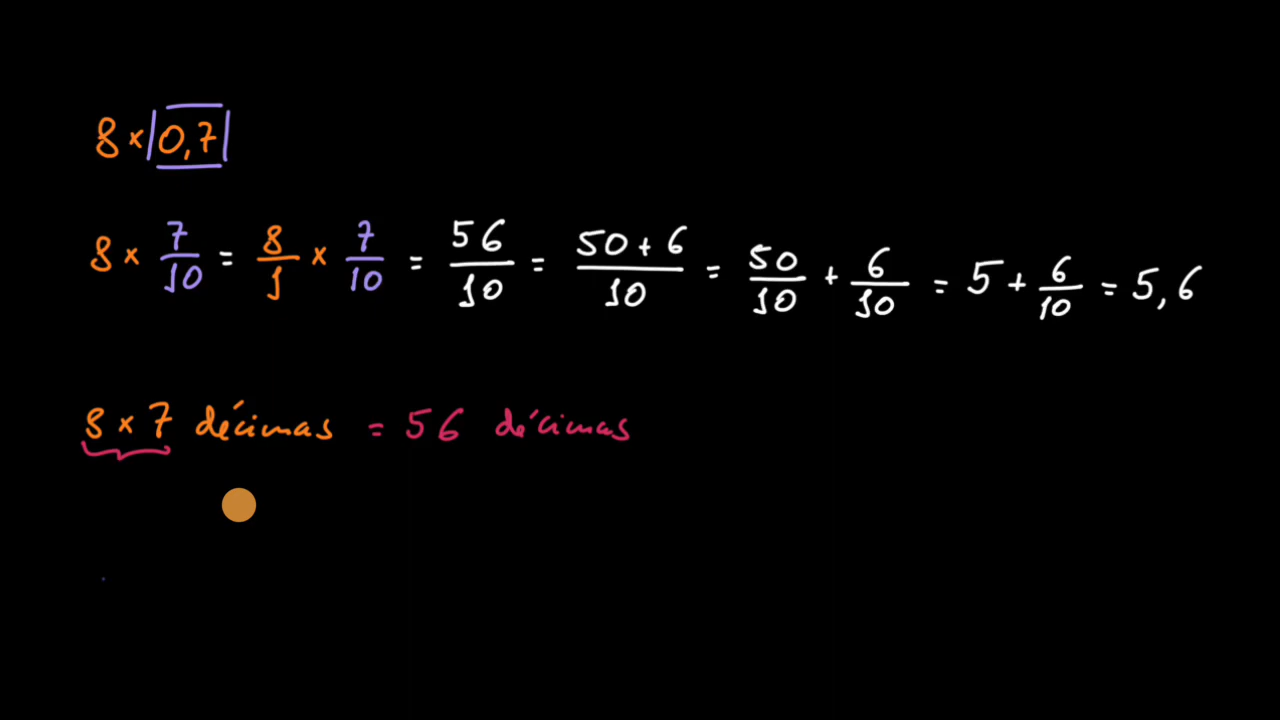 8 × 0,7
8 × 7/10 = 8/1 × 7/10 = 56/10 = 50 + 6/10 = 50/10 + 6/10 = 5 + 6/10 = 5,6
8 × 7 décimas = 56 décimas